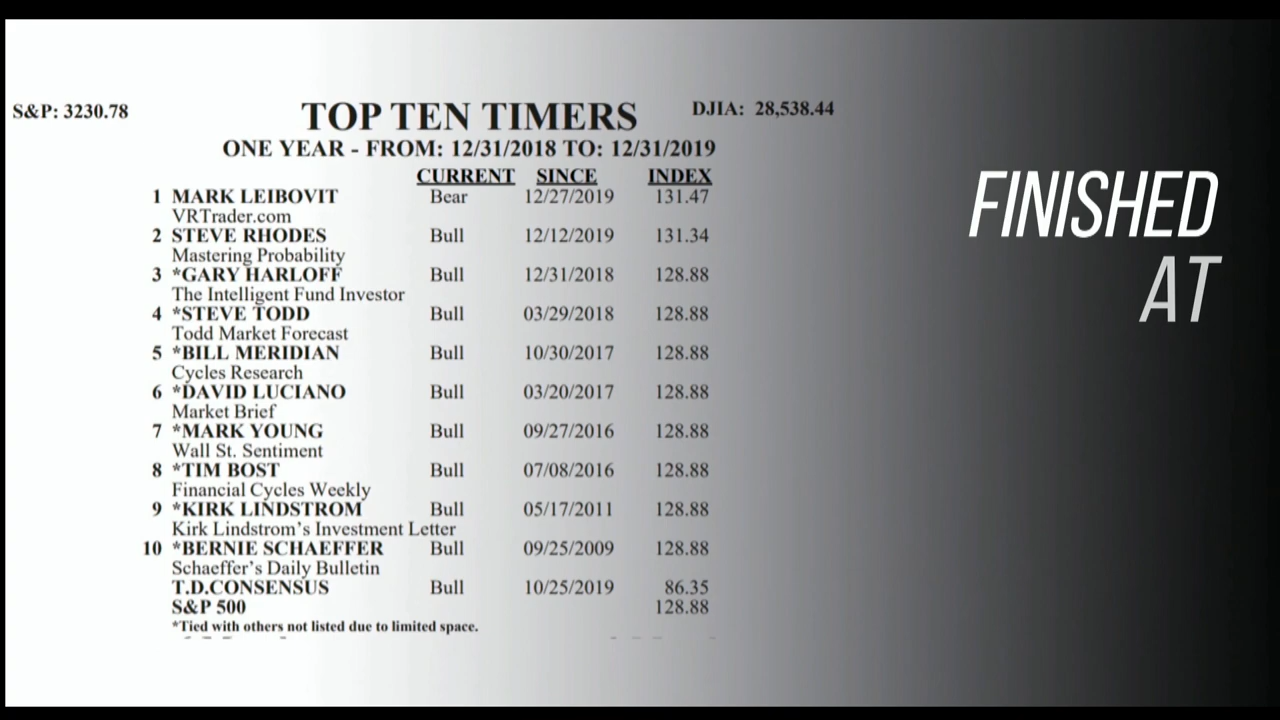 S&P: 3230.78
TOP TEN TIMERS
DJIA: 28,538.44
ONE YEAR - FROM: 12/31/2018 TO: 12/31/2019
CURRENT SINCE INDEX
1 MARK LEIBOVIT Bear 12/27/2019 131.47
VRTrader.com
2 STEVE RHODES Bull 12/12/2019 131.34
Mastering Probability
3 *GARY HARLOFF Bull 12/31/2018 128.88
The Intelligent Fund Investor
4 *STEVE TODD Bull 03/29/2018 128.88
Todd Market Forecast
5 *BILL MERIDIAN Bull 10/30/2017 128.88
Cycles Research
6 *DAVID LUCIANO Bull 03/20/2017 128.88
Market Brief
7 *MARK YOUNG Bull 09/27/2016 128.88
Wall St. Sentiment
8 *TIM BOST Bull 07/08/2016 128.88
Financial Cycles Weekly
9 *KIRK LINDSTROM Bull 05/17/2011 128.88
Kirk Lindstrom's Investment Letter
10 *BERNIE SCHAEFFER Bull 09/25/2009 128.88
Schaeffer's Daily Bulletin
T.D.CONSENSUS Bull 10/25/2019 86.35
S&P 500 128.88
*Tied with others not listed due to limited space.
FINISHED
AT